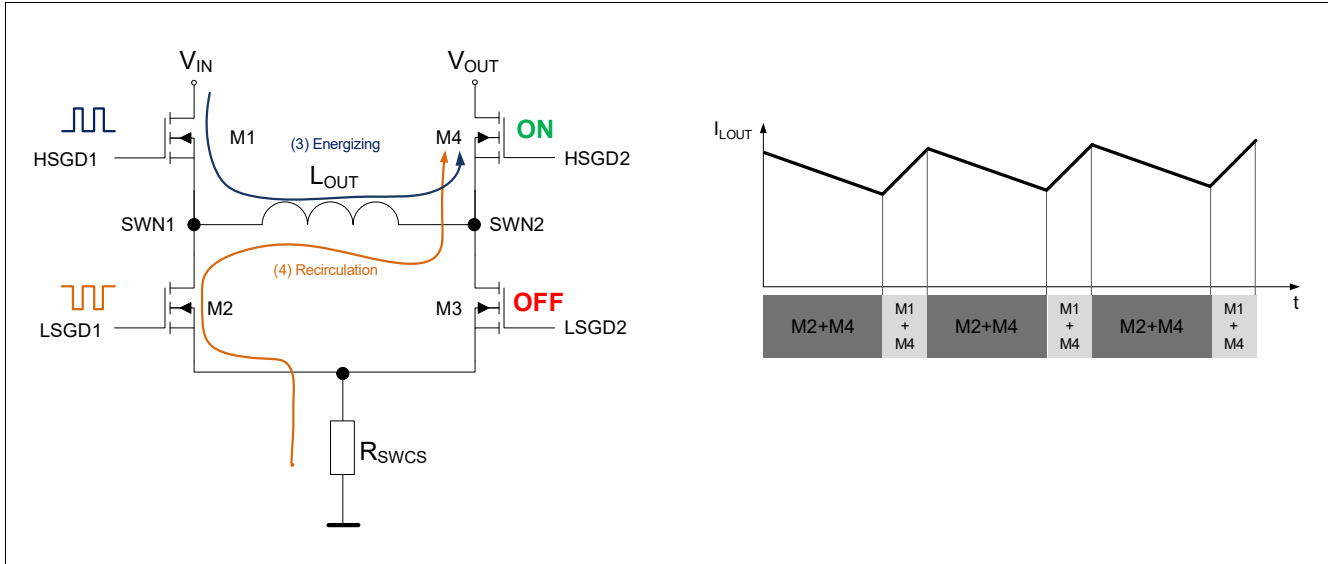 VIN
VOUT
M1
(3) Energizing
M4
ON
HSGD1
HSGD2
LOUT
SWN1
SWN2
(4) Recirculation
M2
M3
OFF
LSGD1
LSGD2
RSWCS
ILOUT
t
M2+M4
M1
+
M4
M2+M4
M1
+
M4
M2+M4
M1
+
M4